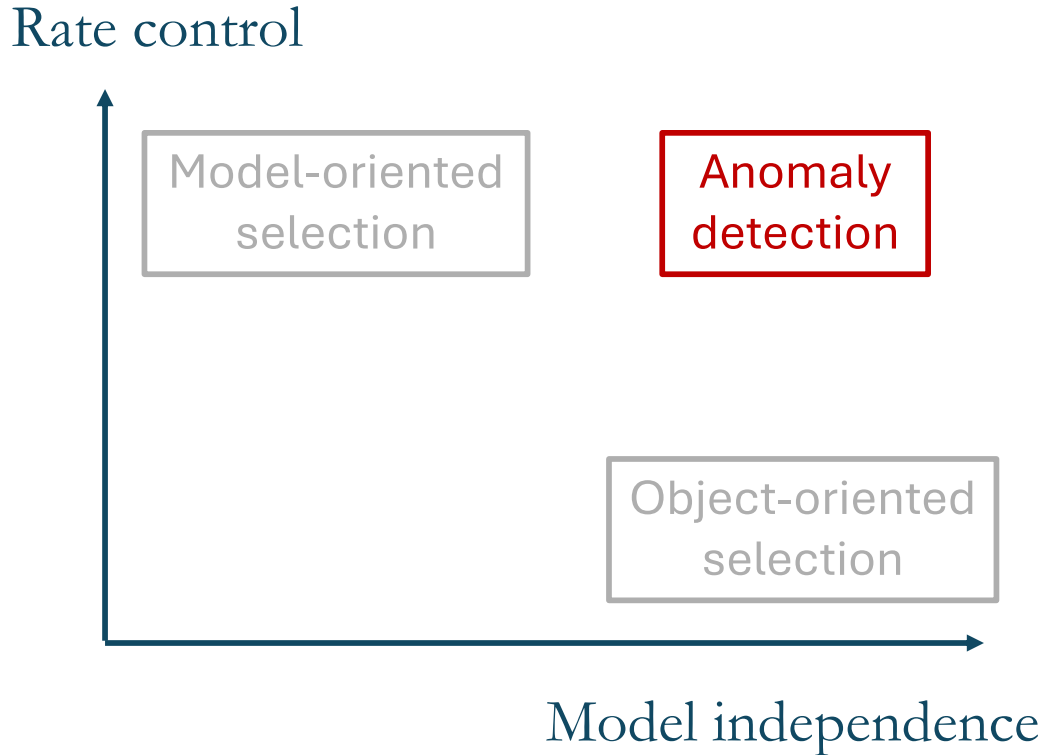 Rate control
Model-oriented
selection
Anomaly
detection
Object-oriented
selection
Model independence